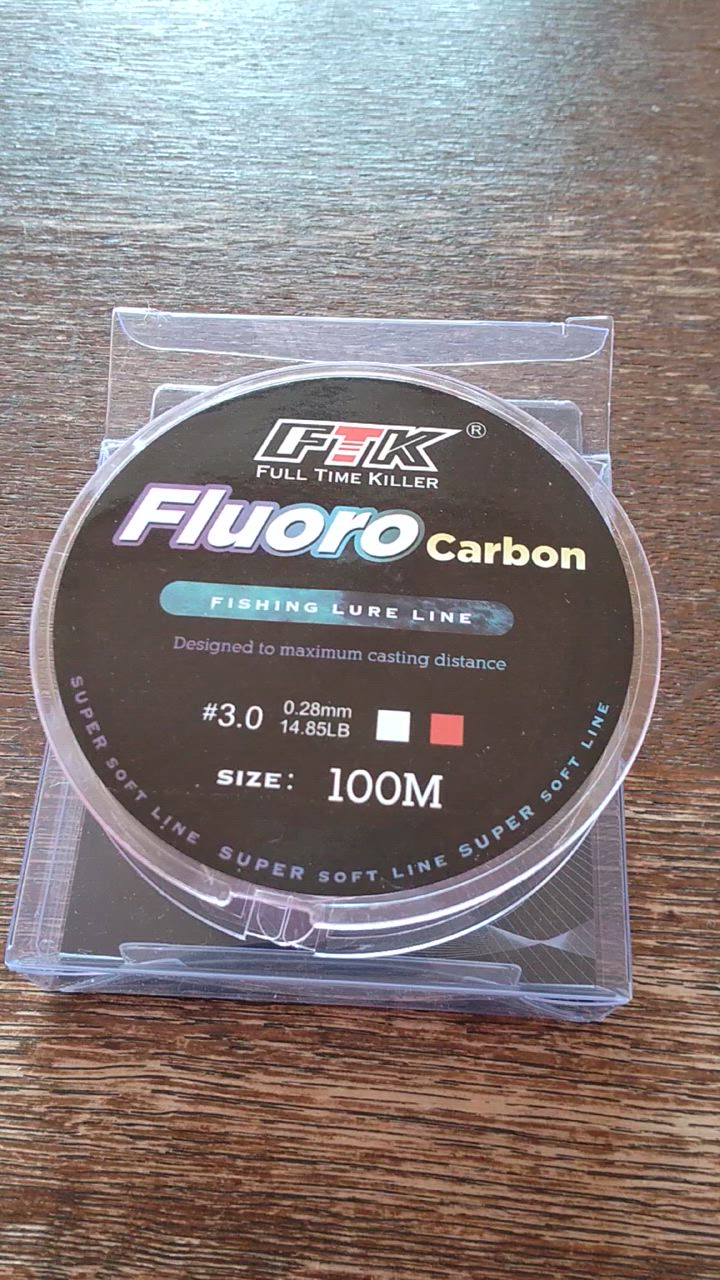 FTK®
FULL TIME KILLER
Fluoro Carbon
FISHING LURE LINE
Designed to maximum casting distance
#3.0 0.28mm
14.85LB
SIZE: 100M
SUPER SOFT LINE SUPER SOFT LINE SUPER SOFT LINE